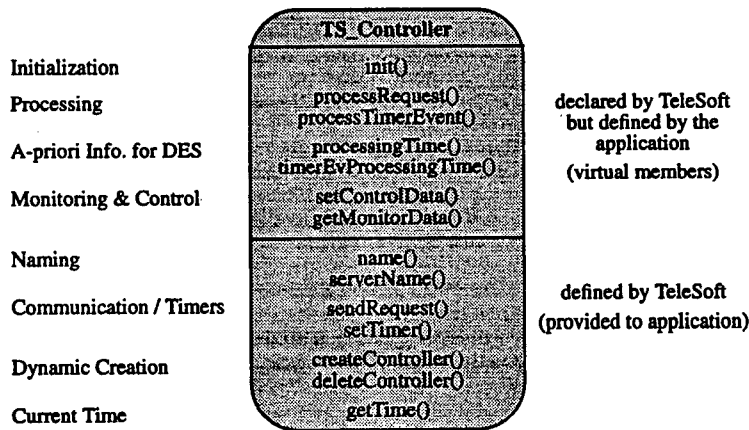 TS_Controller
Initialization
init()
Processing
processRequest()
processTimerEvent()
A-priori Info. for DES
processingTime()
timerEvProcessingTime()
Monitoring & Control
setControlData()
getMonitorData()
declared by TeleSoft
but defined by the
application
(virtual members)
Naming
name()
serverName()
Communication / Timers
sendRequest()
setTimer()
Dynamic Creation
createController()
deleteController()
Current Time
getTime()
defined by TeleSoft
(provided to application)